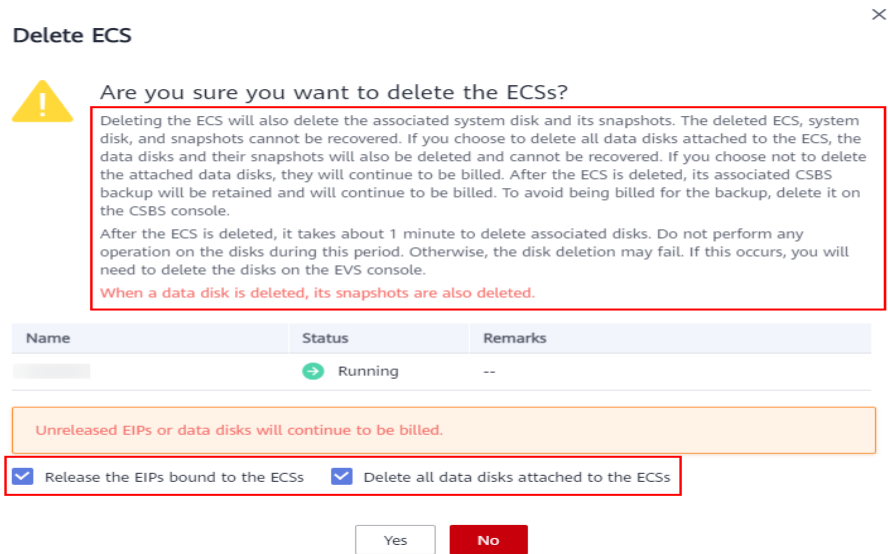 Delete ECS
Are you sure you want to delete the ECSs?
Deleting the ECS will also delete the associated system disk and its snapshots. The deleted ECS, system
disk, and snapshots cannot be recovered. If you choose to delete all data disks attached to the ECS, the
data disks and their snapshots will also be deleted and cannot be recovered. If you choose not to delete
the attached data disks, they will continue to be billed. After the ECS is deleted, its associated CSBS
backup will be retained and will continue to be billed. To avoid being billed for the backup, delete it on
the CSBS console.
After the ECS is deleted, it takes about 1 minute to delete associated disks. Do not perform any
operation on the disks during this period. Otherwise, the disk deletion may fail. If this occurs, you will
need to delete the disks on the EVS console.
When a data disk is deleted, its snapshots are also deleted.
Name Status Remarks
Running --
Unreleased EIPs or data disks will continue to be billed.
Release the EIPs bound to the ECSs Delete all data disks attached to the ECSs
Yes No